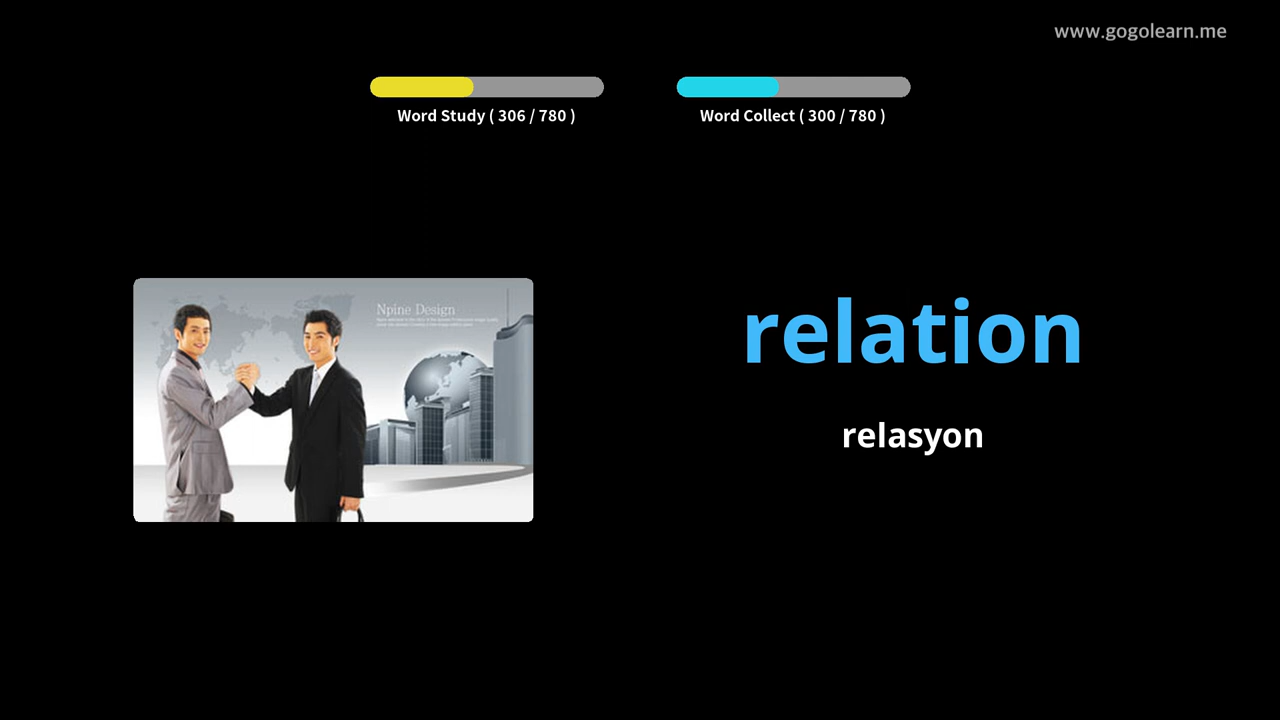 www.gogolearn.me
Word Study ( 306 / 780 )
Word Collect ( 300 / 780 )
Npine Design
relation
relasyon